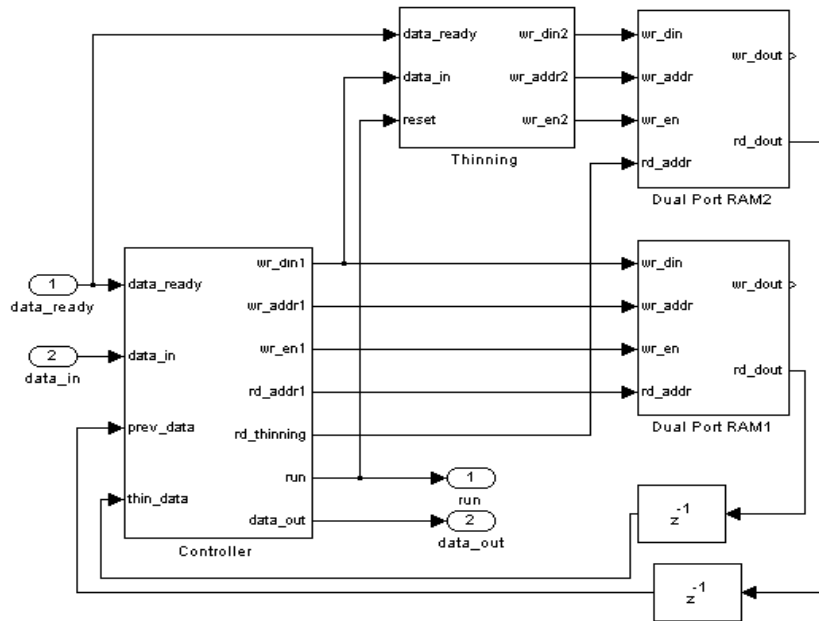 data_ready
data_in
reset
wr_din2
wr_addr2
wr_en2
Thinning
wr_din
wr_addr
wr_en
rd_addr
wr_dout
rd_dout
Dual Port RAM2
1
data_ready
2
data_in
data_ready
data_in
prev_data
thin_data
wr_din1
wr_addr1
wr_en1
rd_addr1
rd_thinning
run
data_out
Controller
wr_din
wr_addr
wr_en
rd_addr
wr_dout
rd_dout
Dual Port RAM1
1
run
2
data_out
z-1
z-1